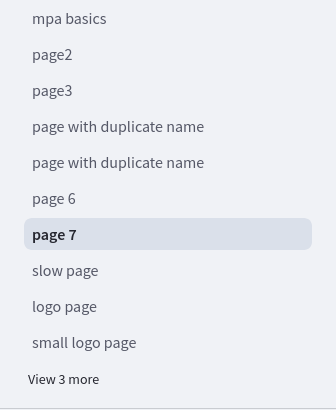 mpa basics
page2
page3
page with duplicate name
page with duplicate name
page 6
page 7
slow page
logo page
small logo page
View 3 more